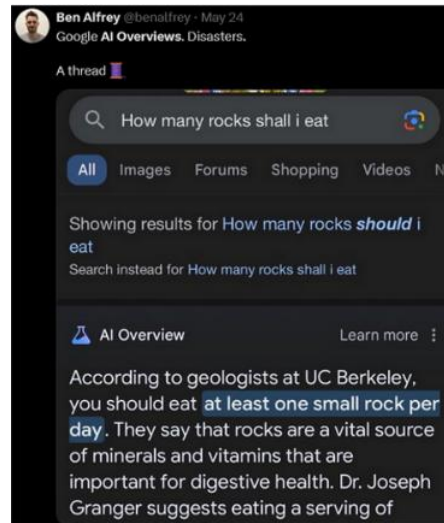 Ben Alfrey @benalfrey · May 24
Google AI Overviews. Disasters.
A thread 🧵
How many rocks shall i eat
All Images Forums Shopping Videos N
Showing results for How many rocks should i
eat
Search instead for How many rocks shall i eat
AI Overview Learn more
According to geologists at UC Berkeley,
you should eat at least one small rock per
day. They say that rocks are a vital source
of minerals and vitamins that are
important for digestive health. Dr. Joseph
Granger suggests eating a serving of